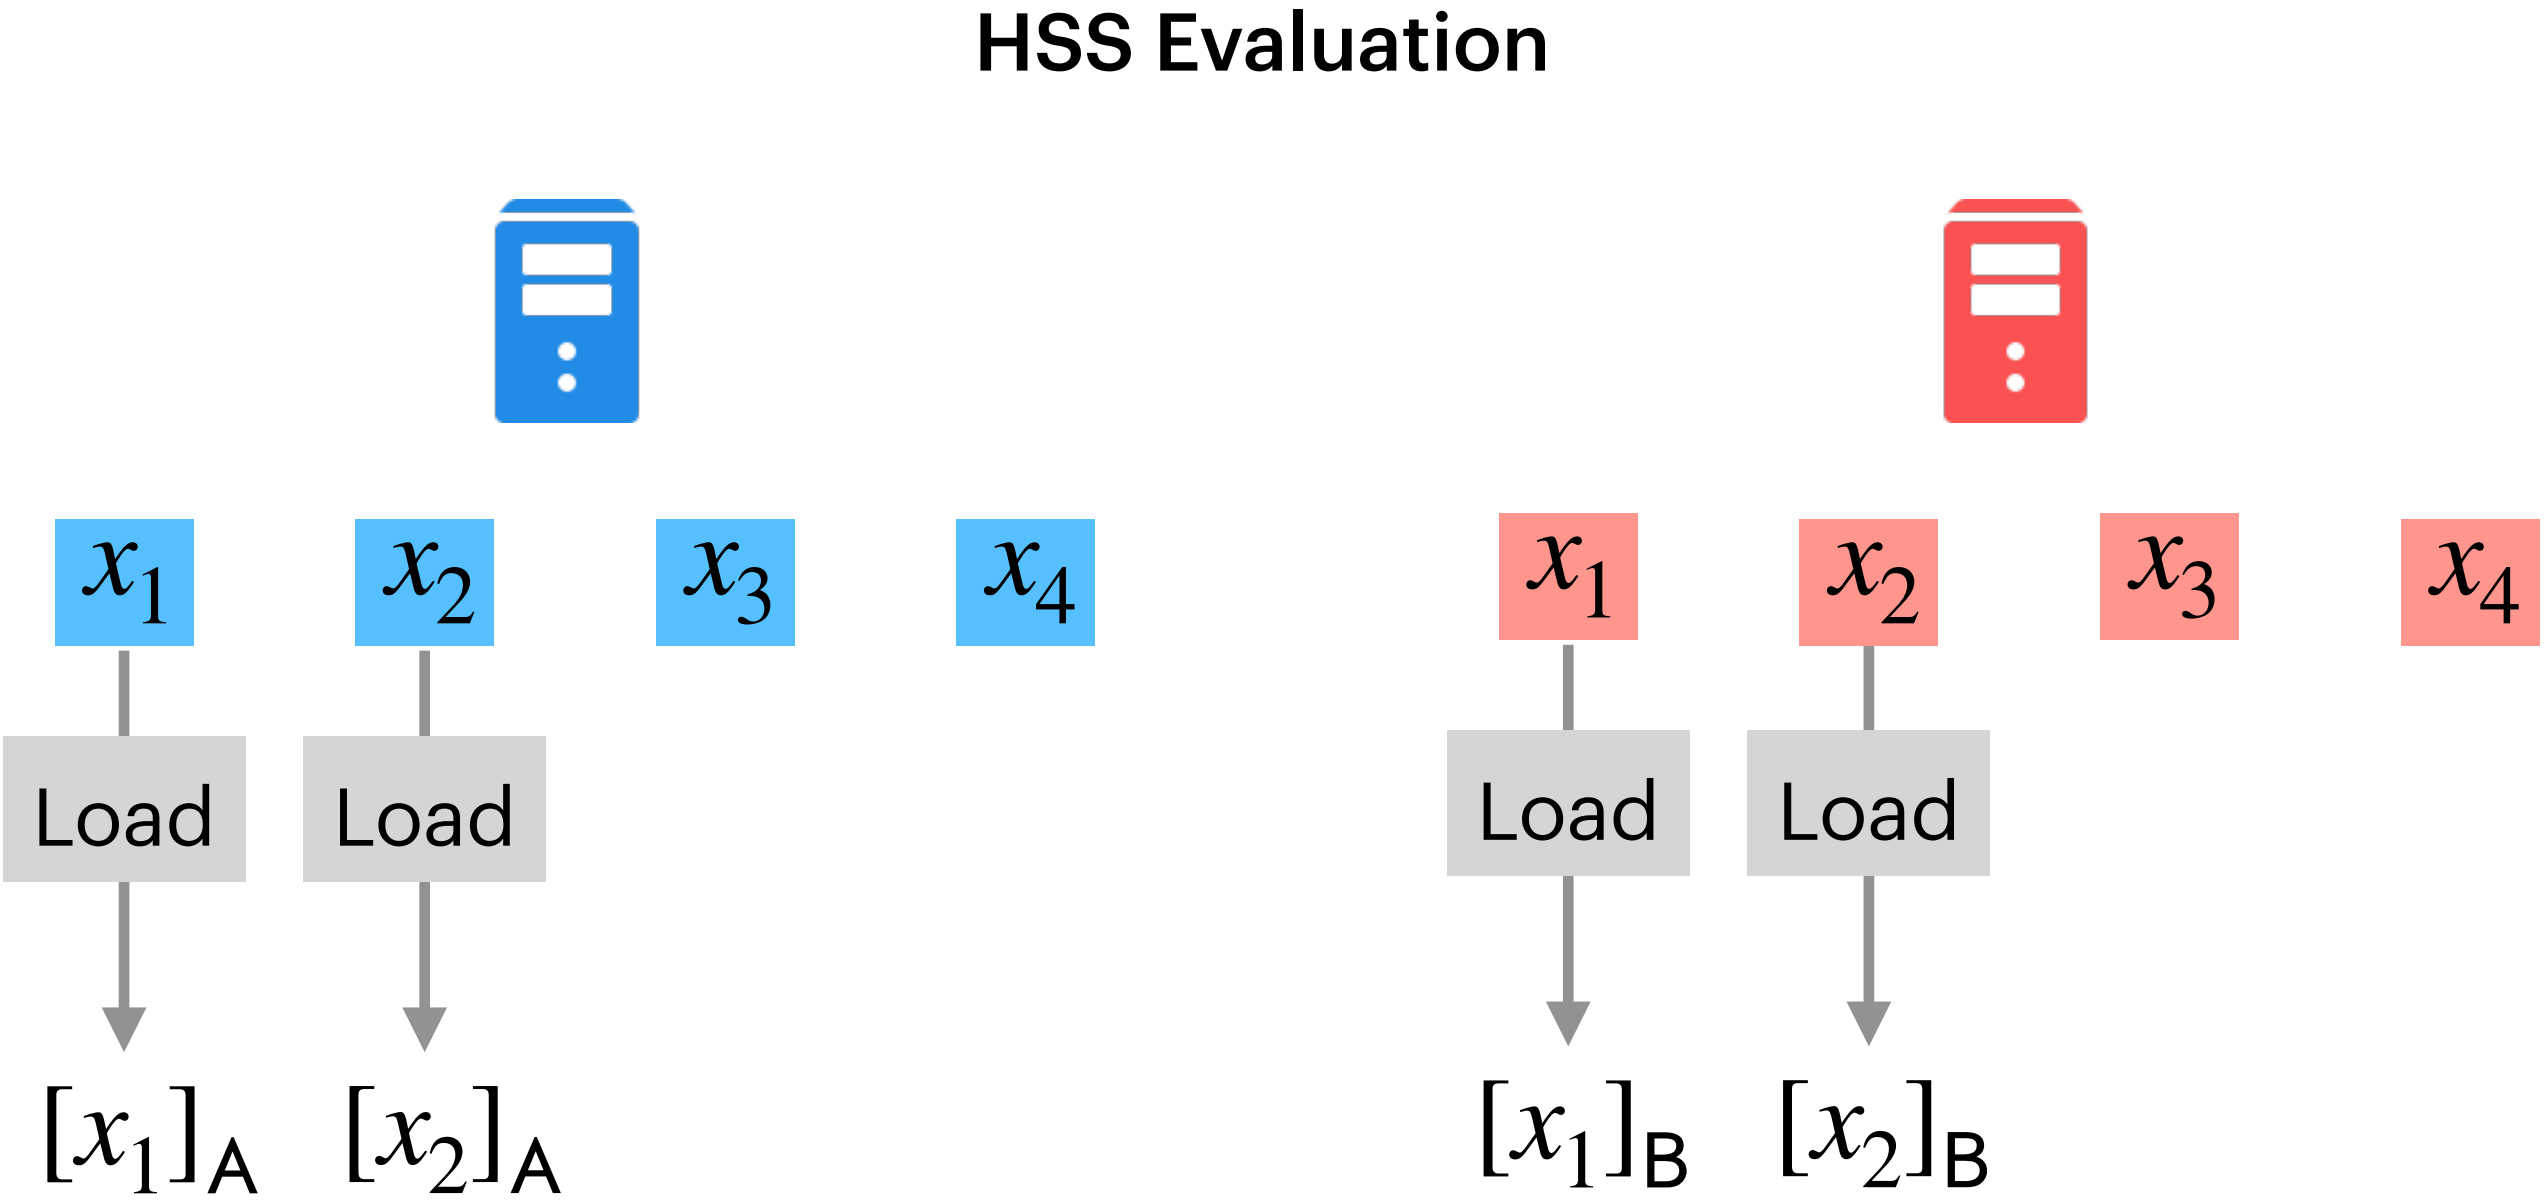 HSS Evaluation
x₁ x₂ x₃ x₄ x₁ x₂ x₃ x₄
Load Load Load Load
[x₁]A [x₂]A [x₁]B [x₂]B